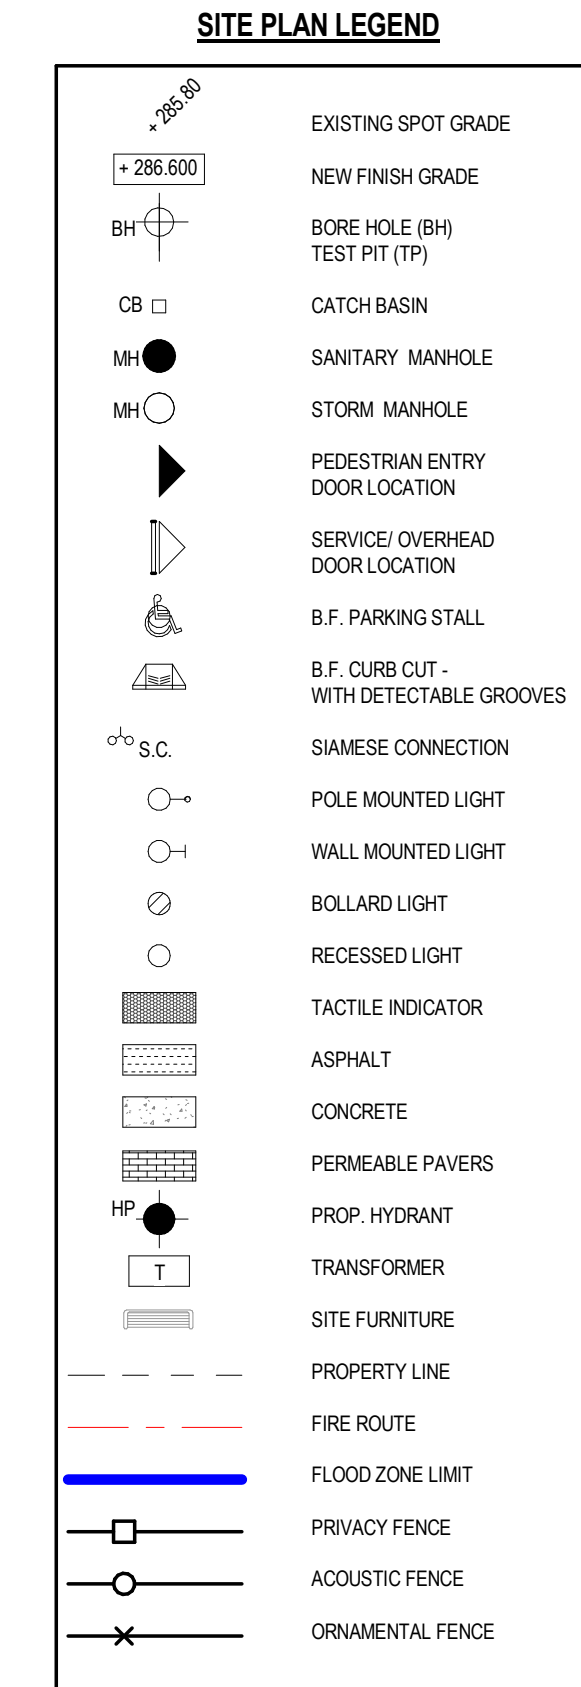 SITE PLAN LEGEND
+ 285.80 EXISTING SPOT GRADE
+ 286.600 NEW FINISH GRADE
BH BORE HOLE (BH)
TEST PIT (TP)
CB CATCH BASIN
MH SANITARY MANHOLE
MH STORM MANHOLE
PEDESTRIAN ENTRY
DOOR LOCATION
SERVICE/ OVERHEAD
DOOR LOCATION
B.F. PARKING STALL
B.F. CURB CUT -
WITH DETECTABLE GROOVES
S.C. SIAMESE CONNECTION
POLE MOUNTED LIGHT
WALL MOUNTED LIGHT
BOLLARD LIGHT
RECESSED LIGHT
TACTILE INDICATOR
ASPHALT
CONCRETE
PERMEABLE PAVERS
HP PROP. HYDRANT
T TRANSFORMER
SITE FURNITURE
PROPERTY LINE
FIRE ROUTE
FLOOD ZONE LIMIT
PRIVACY FENCE
ACOUSTIC FENCE
ORNAMENTAL FENCE